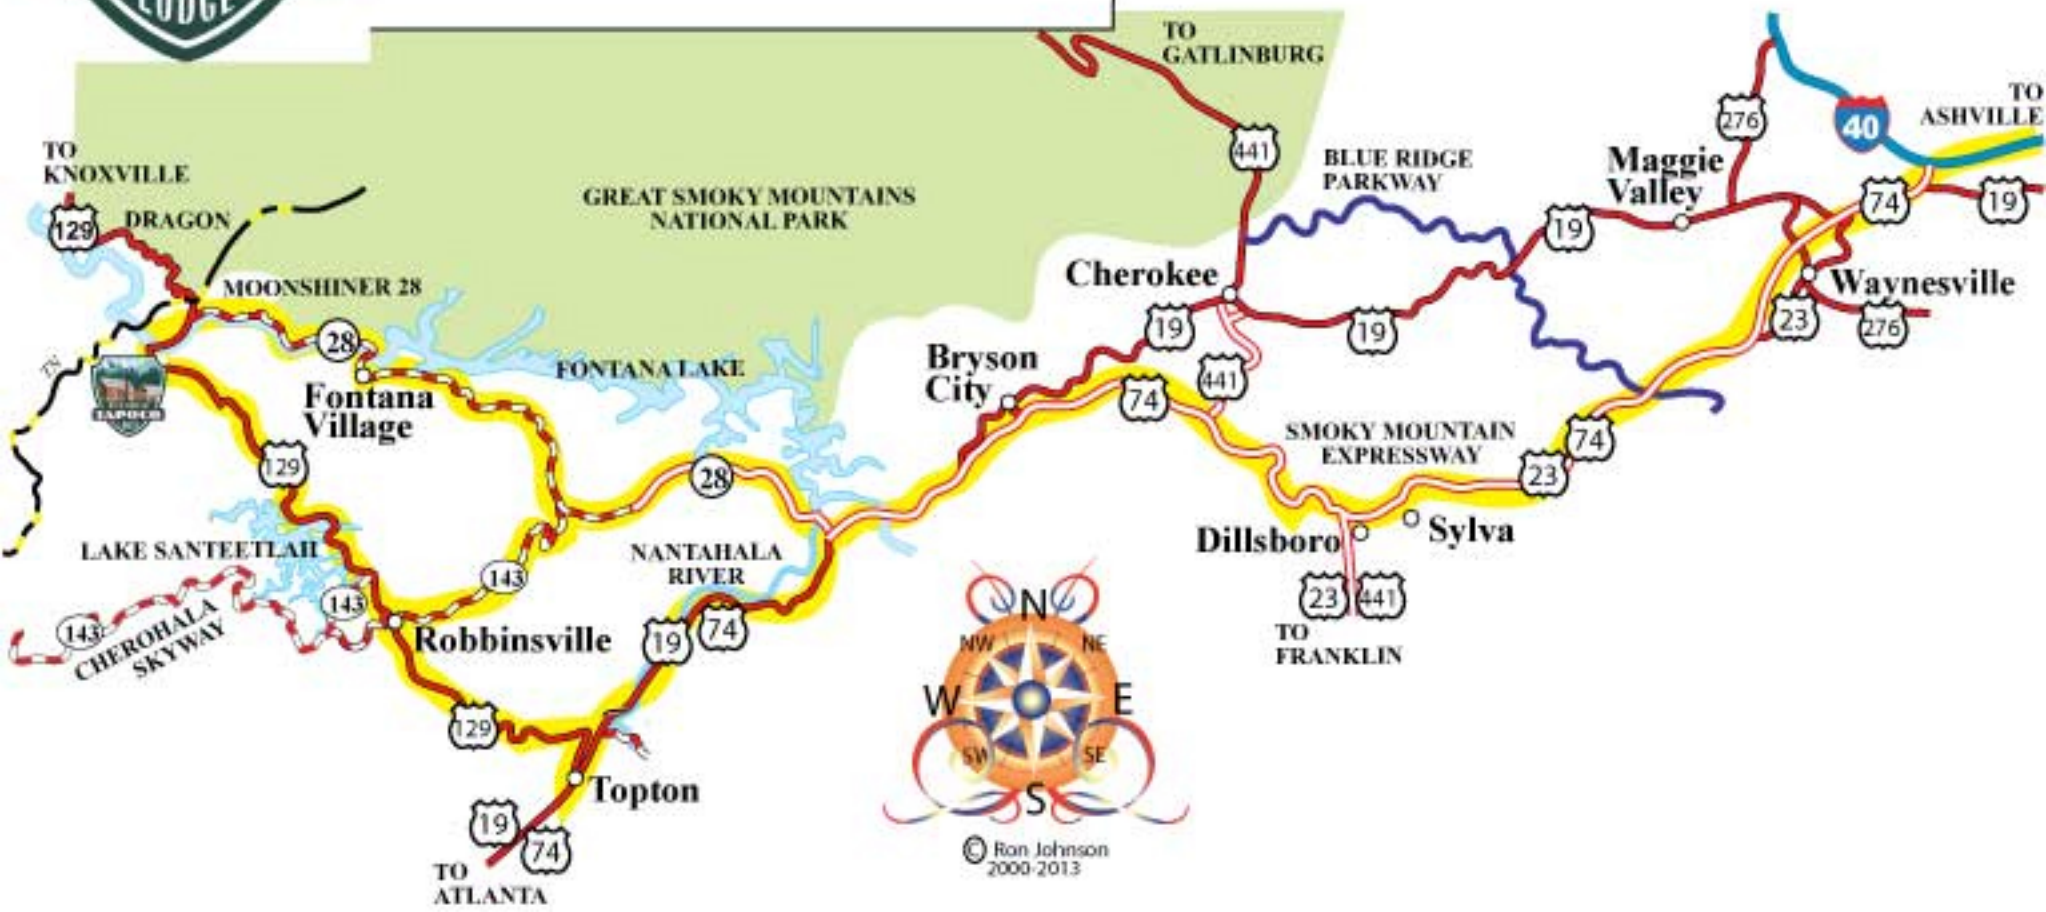 LODGE
TO
GATLINBURG
441
276
40
TO
ASHVILLE
TO
KNOXVILLE
129
DRAGON
GREAT SMOKY MOUNTAINS
NATIONAL PARK
BLUE RIDGE
PARKWAY
Maggie
Valley
19
74
19
MOONSHINER 28
28
Cherokee
19
19
Waynesville
23
276
TN
TAPOCO
Fontana
Village
FONTANA LAKE
Bryson
City
441
74
129
28
SMOKY MOUNTAIN
EXPRESSWAY
74
23
LAKE SANTEETLAH
143
143
143
CHEROHALA
SKYWAY
NANTAHALA
RIVER
Dillsboro
Sylva
23
441
TO
FRANKLIN
Robbinsville
19
74
129
Topton
19
74
TO
ATLANTA
N
NW
NE
W
E
SW
SE
S
© Ron Johnson
2000-2013